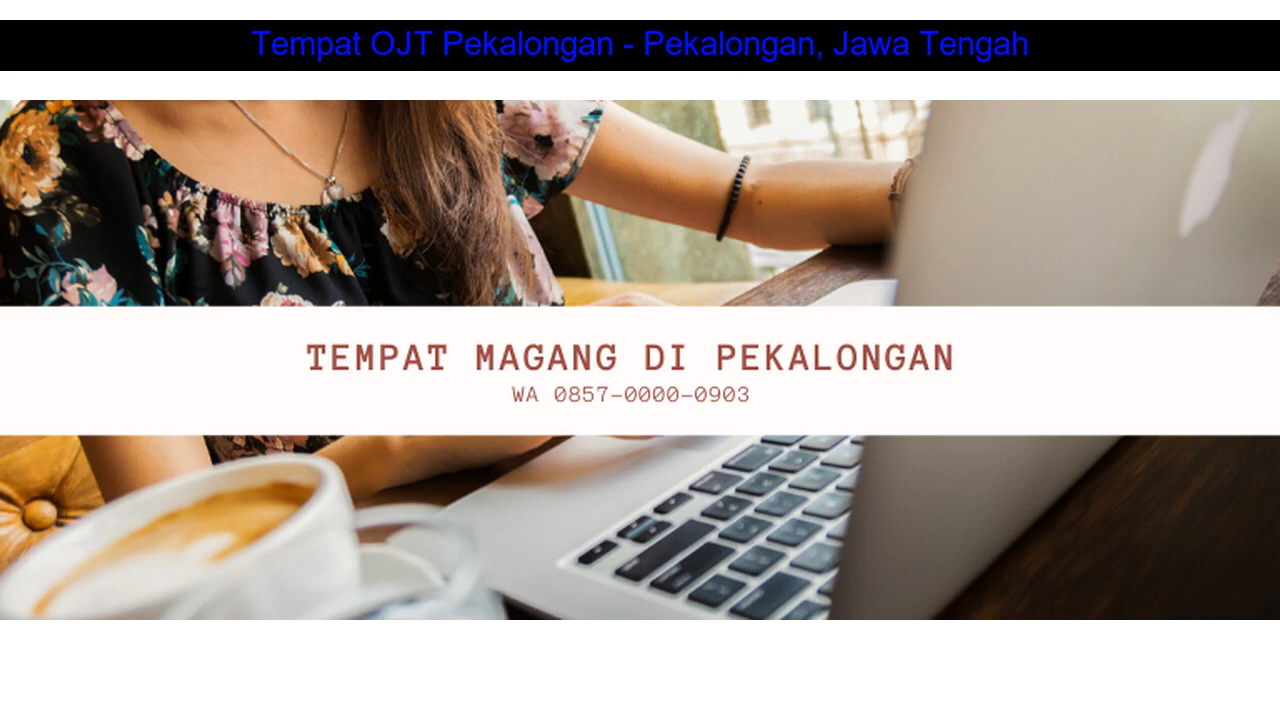 Tempat OJT Pekalongan - Pekalongan, Jawa Tengah
TEMPAT MAGANG DI PEKALONGAN
WA 0857-0000-0903